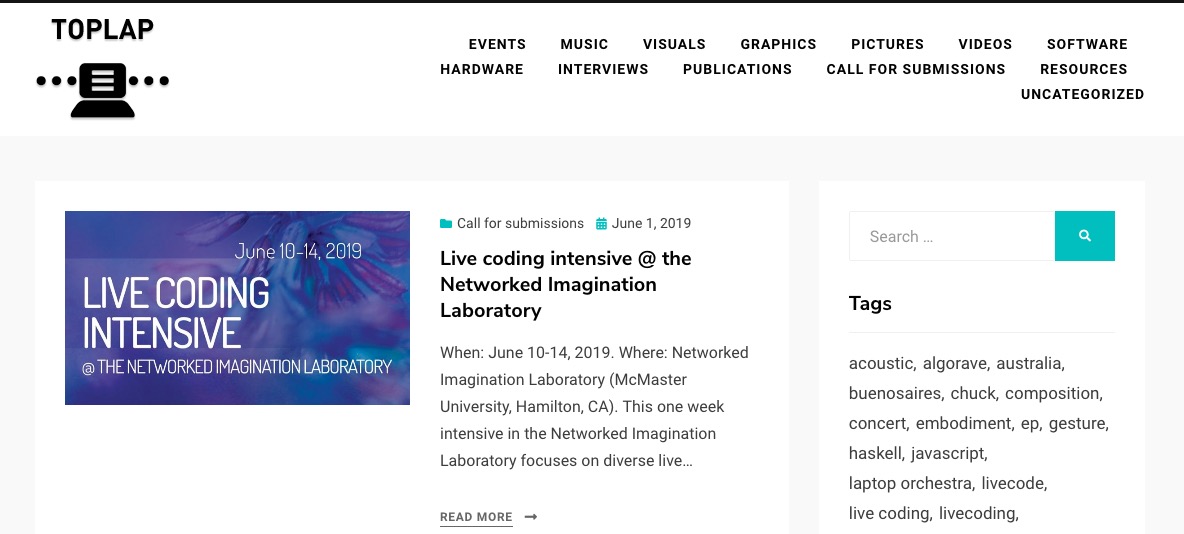 TOPLAP
EVENTS MUSIC VISUALS GRAPHICS PICTURES VIDEOS SOFTWARE
HARDWARE INTERVIEWS PUBLICATIONS CALL FOR SUBMISSIONS RESOURCES
UNCATEGORIZED
June 10-14, 2019
LIVE CODING
INTENSIVE
@ THE NETWORKED IMAGINATION LABORATORY
Call for submissions June 1, 2019
Live coding intensive @ the
Networked Imagination
Laboratory
When: June 10-14, 2019. Where: Networked
Imagination Laboratory (McMaster
University, Hamilton, CA). This one week
intensive in the Networked Imagination
Laboratory focuses on diverse live…
READ MORE
Search …
Tags
acoustic, algorave, australia,
buenosaires, chuck, composition,
concert, embodiment, ep, gesture,
haskell, javascript,
laptop orchestra, livecode,
live coding, livecoding,